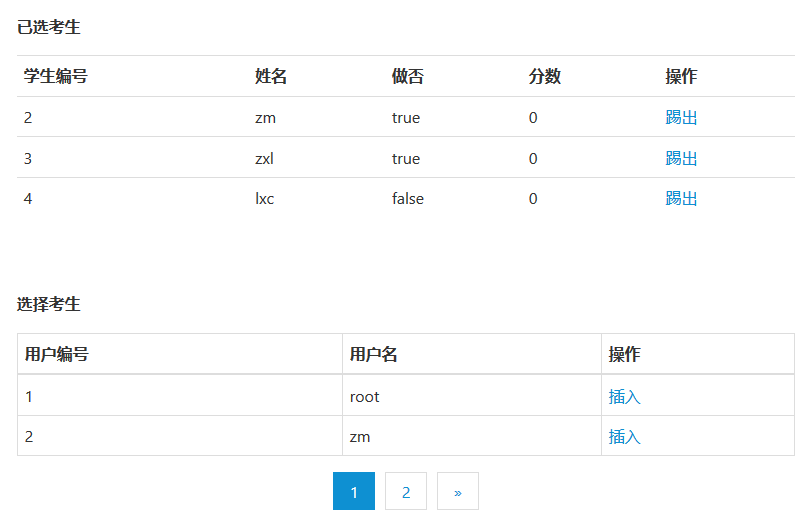 已选考生
学生编号 姓名 做否 分数 操作
2 zm true 0 踢出
3 zxl true 0 踢出
4 lxc false 0 踢出
选择考生
用户编号 用户名 操作
1 root 插入
2 zm 插入
1 2 »